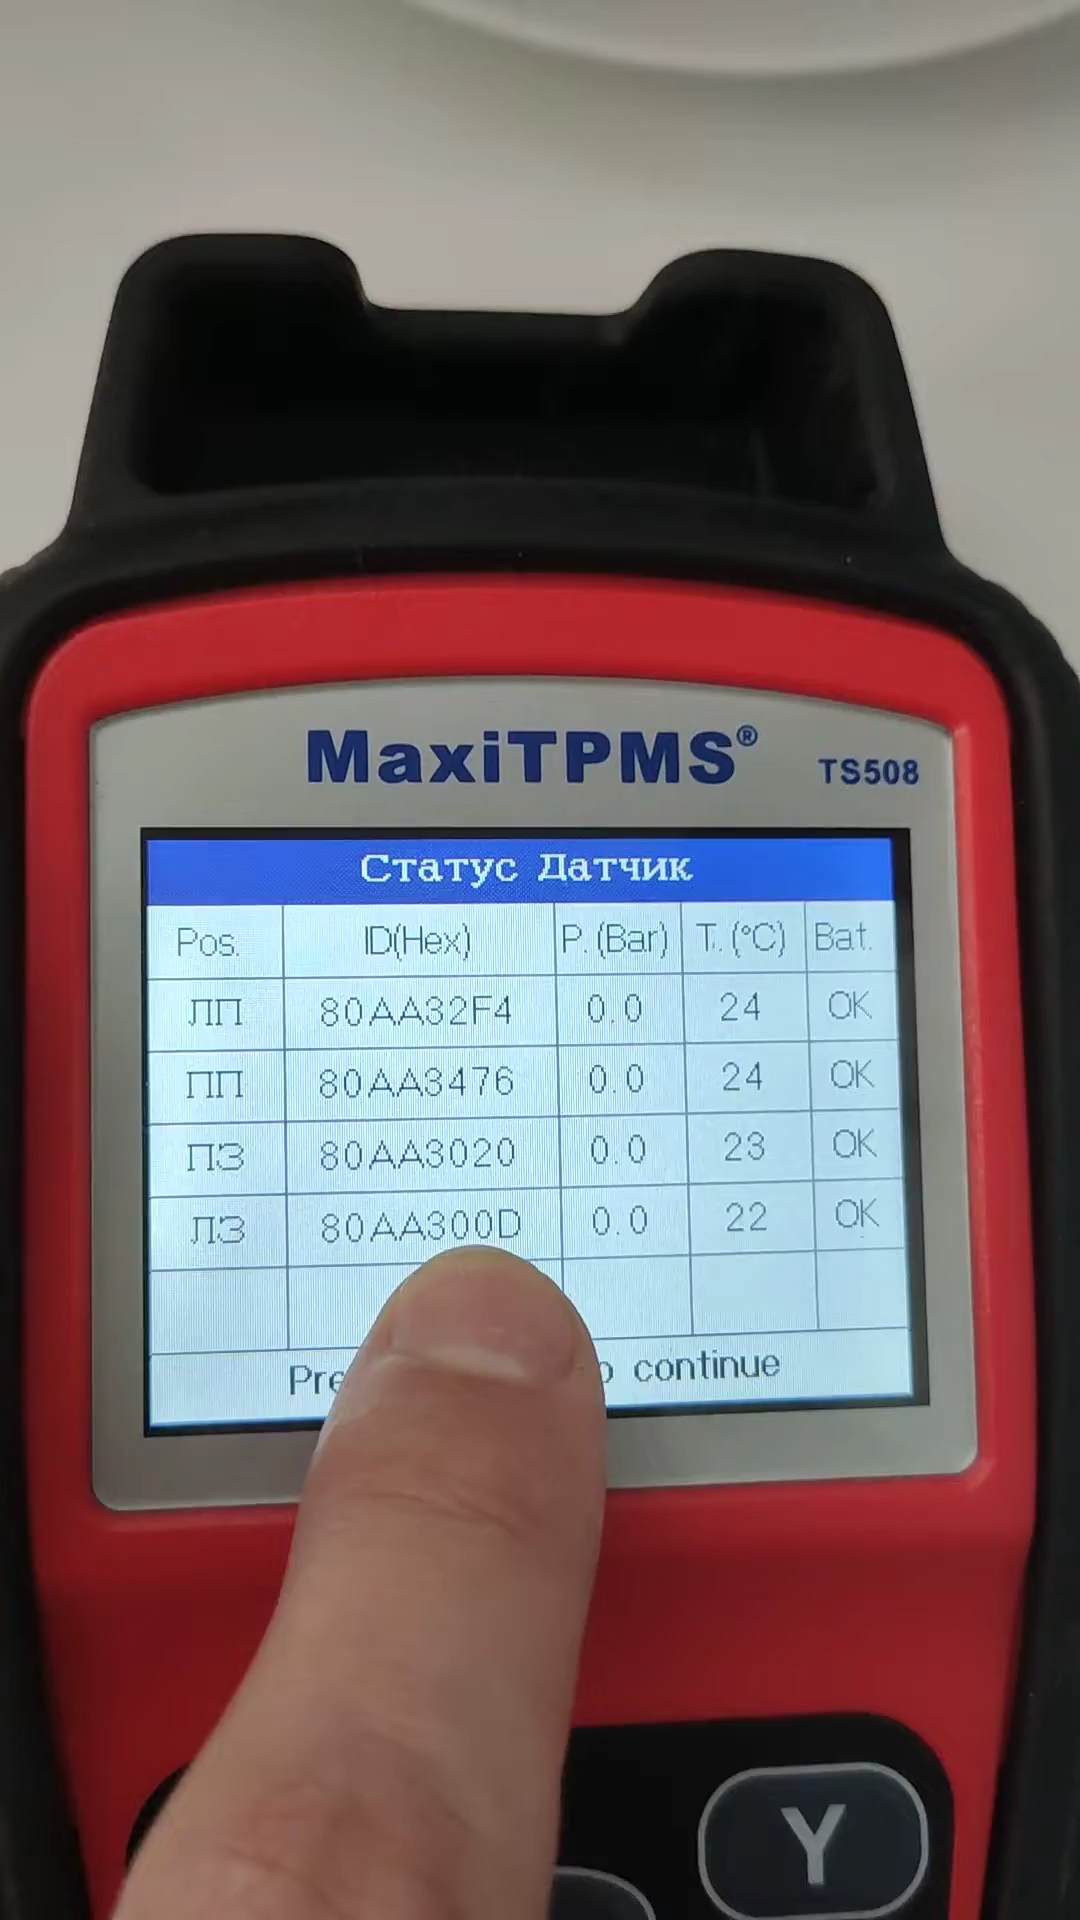 MaxiTPMS®
TS508
Статус Датчик
Pos. ID(Hex) P.(Bar) T.(°C) Bat.
ЛП 80AA32F4 0.0 24 OK
ПП 80AA3476 0.0 24 OK
ПЗ 80AA3020 0.0 23 OK
ЛЗ 80AA300D 0.0 22 OK
continue
Y